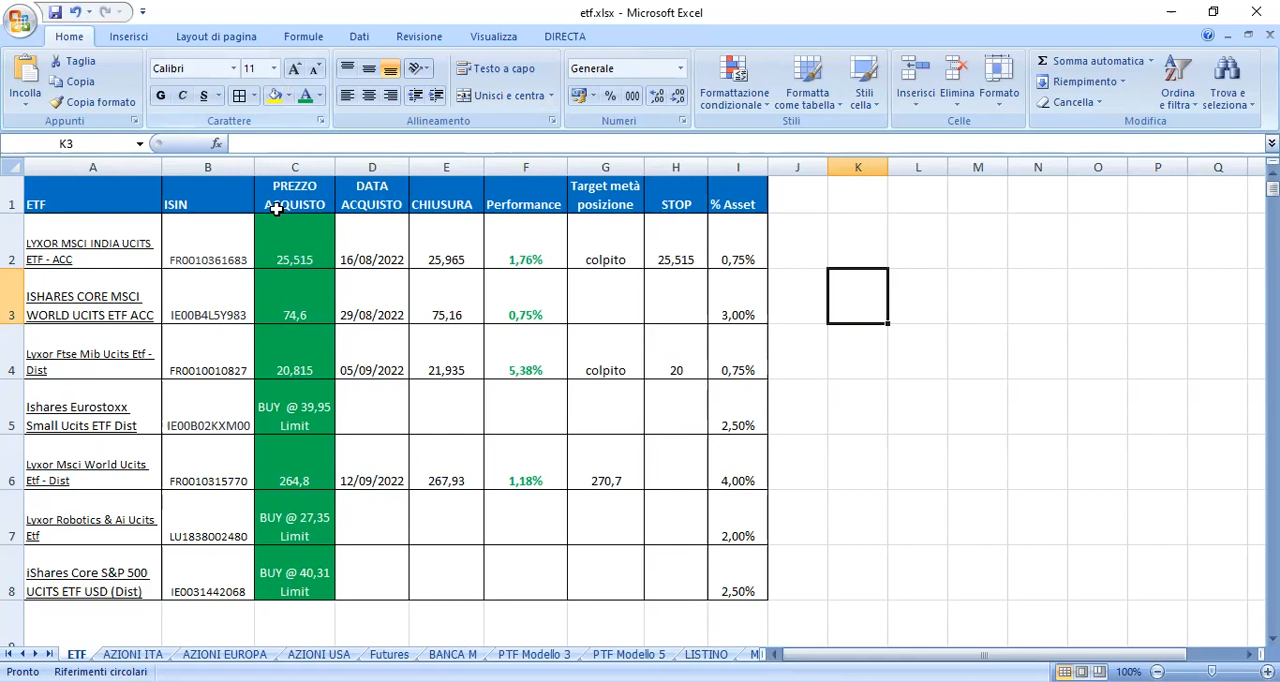 etf.xlsx - Microsoft Excel
Home Inserisci Layout di pagina Formule Dati Revisione Visualizza DIRECTA
Incolla
Taglia
Copia
Copia formato
Appunti
Calibri 11
G C S
Carattere
Testo a capo
Unisci e centra
Allineamento
Generale
% 000
Numeri
Formattazione condizionale
Formatta come tabella
Stili cella
Stili
Inserisci Elimina Formato
Celle
Σ Somma automatica
Riempimento
Cancella
Ordina e filtra
Trova e seleziona
Modifica
K3 fx
A B C D E F G H I J K L M N O P Q
PREZZO DATA Target metà
1 ETF ISIN ACQUISTO ACQUISTO CHIUSURA Performance posizione STOP % Asset
LYXOR MSCI INDIA UCITS
2 ETF - ACC FR0010361683 25,515 16/08/2022 25,965 1,76% colpito 25,515 0,75%
ISHARES CORE MSCI
3 WORLD UCITS ETF ACC IE00B4L5Y983 74,6 29/08/2022 75,16 0,75% 3,00%
Lyxor Ftse Mib Ucits Etf -
4 Dist FR0010010827 20,815 05/09/2022 21,935 5,38% colpito 20 0,75%
Ishares Eurostoxx BUY @ 39,95
5 Small Ucits ETF Dist IE00B02KXM00 Limit 2,50%
Lyxor Msci World Ucits
6 Etf - Dist FR0010315770 264,8 12/09/2022 267,93 1,18% 270,7 4,00%
Lyxor Robotics & Ai Ucits BUY @ 27,35
7 Etf LU1838002480 Limit 2,00%
iShares Core S&P 500 BUY @ 40,31
8 UCITS ETF USD (Dist) IE0031442068 Limit 2,50%
ETF AZIONI ITA AZIONI EUROPA AZIONI USA Futures BANCA M PTF Modello 3 PTF Modello 5 LISTINO M
Pronto Riferimenti circolari 100%